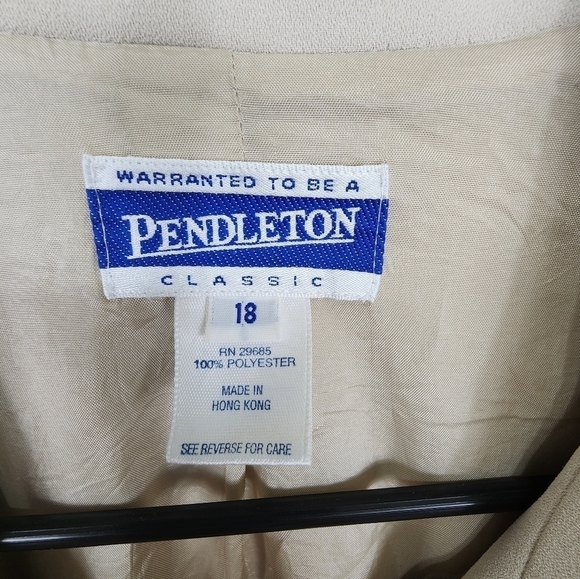 WARRANTED TO BE A
PENDLETON
CLASSIC
18
RN 29685
100% POLYESTER
MADE IN
HONG KONG
SEE REVERSE FOR CARE